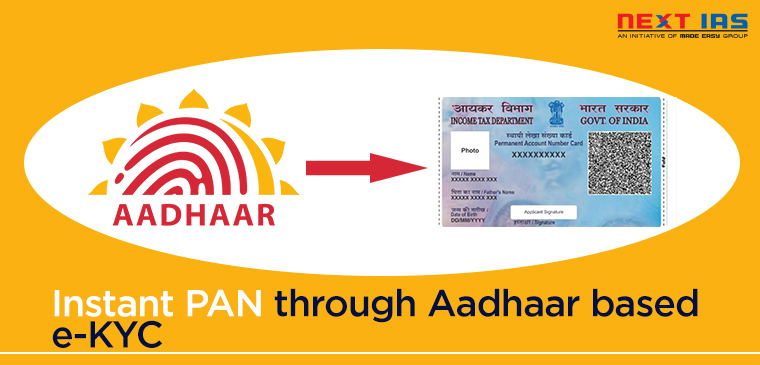 NEXT IAS
AN INITIATIVE OF MADE EASY GROUP
आयकर विभाग भारत सरकार
INCOME TAX DEPARTMENT GOVT. OF INDIA
स्थायी लेखा संख्या कार्ड
Permanent Account Number Card
XXXXXXXXXX
Photo
नाम / Name
XXXXX XXXX XXX
पिता का नाम / Father's Name
XXXXX XXXX XXX
जन्म की तारीख /
Date of Birth
DD/MM/YYYY
Applicant Signature
हस्ताक्षर / Signature
AADHAAR
Instant PAN through Aadhaar based
e-KYC